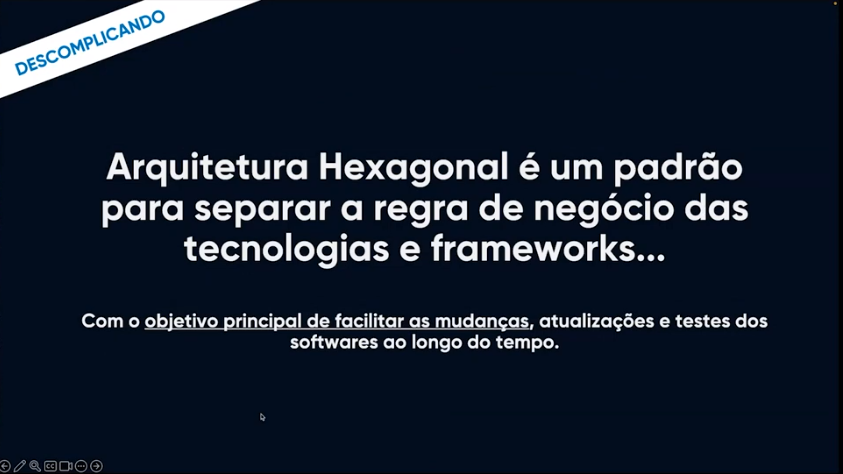 DESCOMPLICANDO
Arquitetura Hexagonal é um padrão
para separar a regra de negócio das
tecnologias e frameworks...
Com o objetivo principal de facilitar as mudanças, atualizações e testes dos
softwares ao longo do tempo.
CC